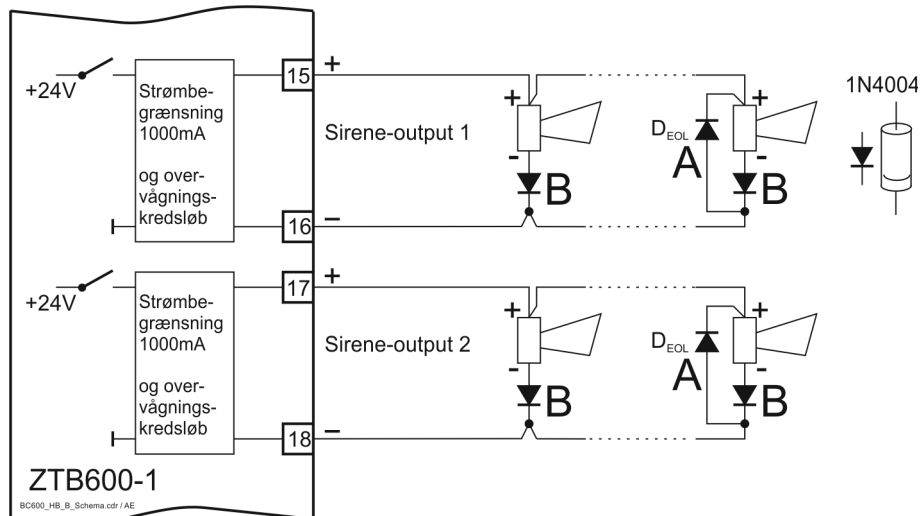 +24V
Strømbe-
grænsning
1000mA
og over-
vågnings-
kredsløb
15
+
Sirene-output 1
16
−
+
-
B
D EOL
A
+
-
B
1N4004
+24V
Strømbe-
grænsning
1000mA
og over-
vågnings-
kredsløb
17
+
Sirene-output 2
18
−
+
-
B
D EOL
A
+
-
B
ZTB600-1
BC600_HB_B_Schema.cdr / AE